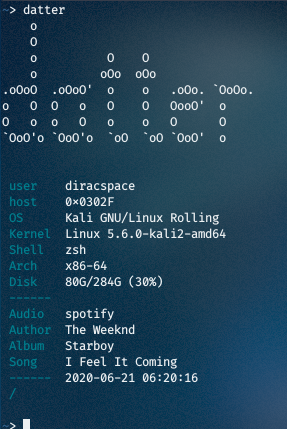 ~> datter
     o
     O
     o            O    O
     o           oOo  oOo
.oOoO  .oOoO'  o    o   .oOo. `OoOo.
o   O  O   o   O    O   OooO'  o
O   o  o   O   o    o   O      O
`OoO'o `OoO'o  `oO  `oO `OoO'  o
user diracspace
host 0×0302F
OS Kali GNU/Linux Rolling
Kernel Linux 5.6.0-kali2-amd64
Shell zsh
Arch x86-64
Disk 80G/284G (30%)
------
Audio spotify
Author The Weeknd
Album Starboy
Song I Feel It Coming
------ 2020-06-21 06:20:16
/
~>